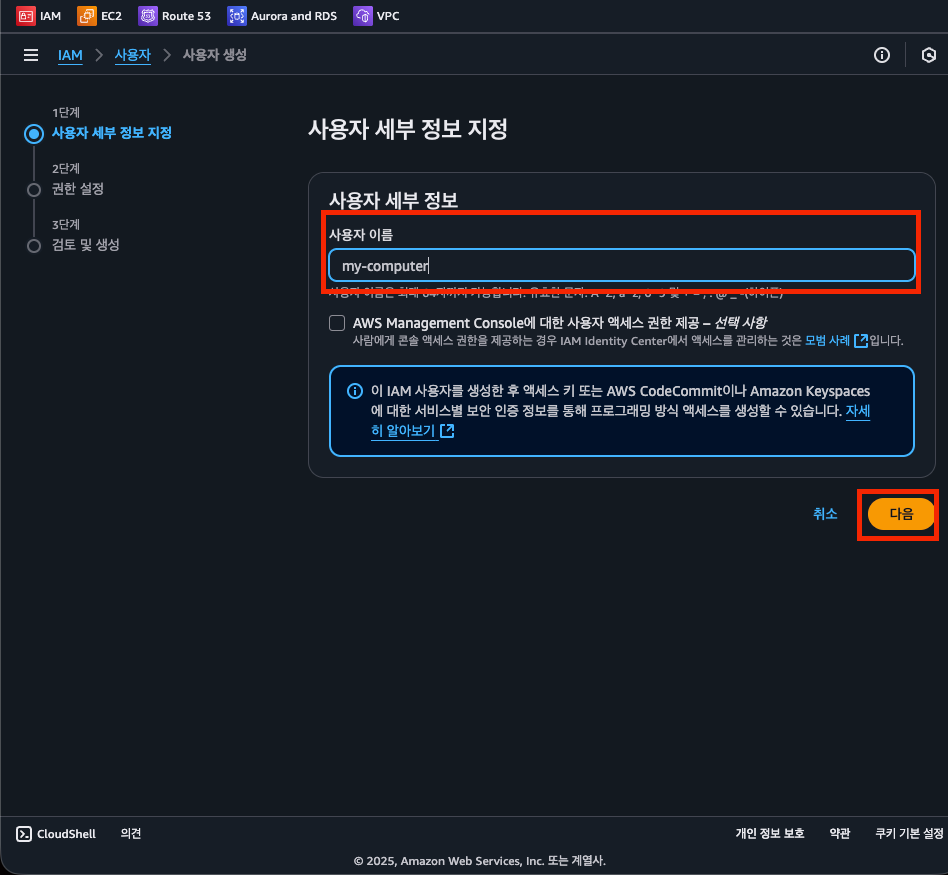 IAM EC2 Route 53 Aurora and RDS VPC
IAM 사용자 사용자 생성
1단계
사용자 세부 정보 지정
2단계
권한 설정
3단계
검토 및 생성
사용자 세부 정보 지정
사용자 세부 정보
사용자 이름
my-computer
AWS Management Console에 대한 사용자 액세스 권한 제공 – 선택 사항
사람에게 콘솔 액세스 권한을 제공하는 경우 IAM Identity Center에서 액세스를 관리하는 것은 모범 사례 입니다.
이 IAM 사용자를 생성한 후 액세스 키 또는 AWS CodeCommit이나 Amazon Keyspaces
에 대한 서비스별 보안 인증 정보를 통해 프로그래밍 방식 액세스를 생성할 수 있습니다. 자세
히 알아보기
취소 다음
CloudShell 의견 개인 정보 보호 약관 쿠키 기본 설정
© 2025, Amazon Web Services, Inc. 또는 계열사.